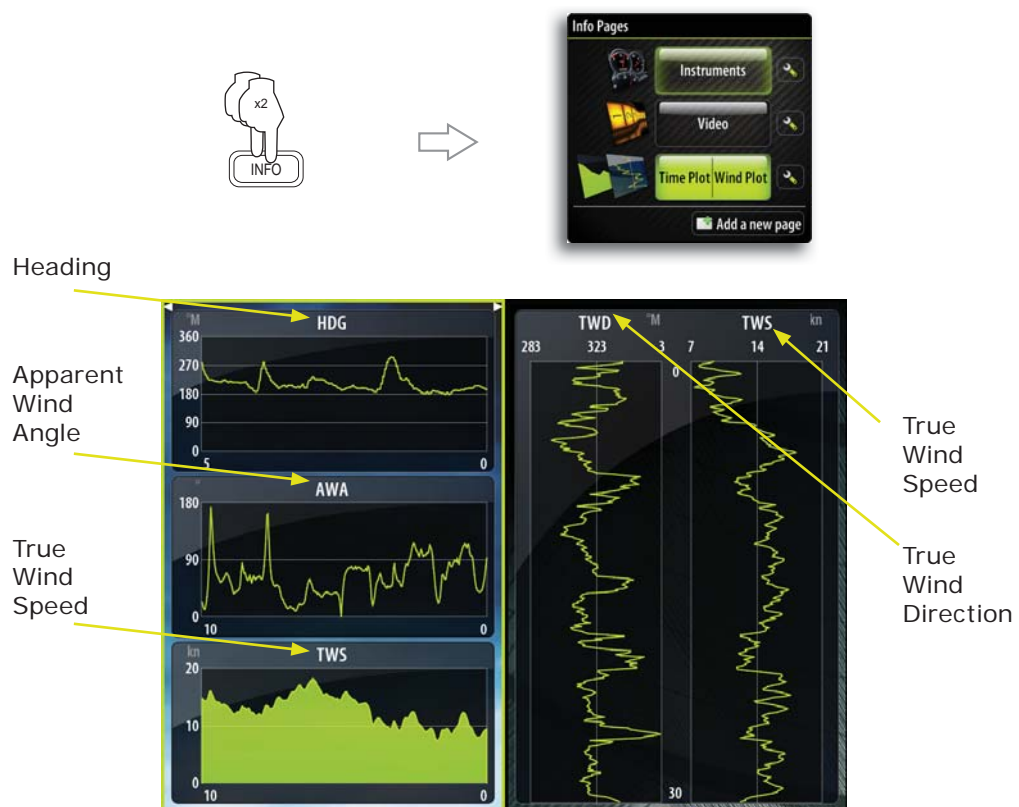 Info Pages
Instruments
x2
Video
INFO
Time Plot Wind Plot
Add a new page
Heading
°M HDG
360
270
180
90
0
5 0
Apparent
Wind
Angle
° AWA
180
90
0
10 0
True
Wind
Speed
kn TWS
20
10
0
10 0
TWD °M TWS kn
283 323 3 7 14 21
0
30
True
Wind
Speed
True
Wind
Direction